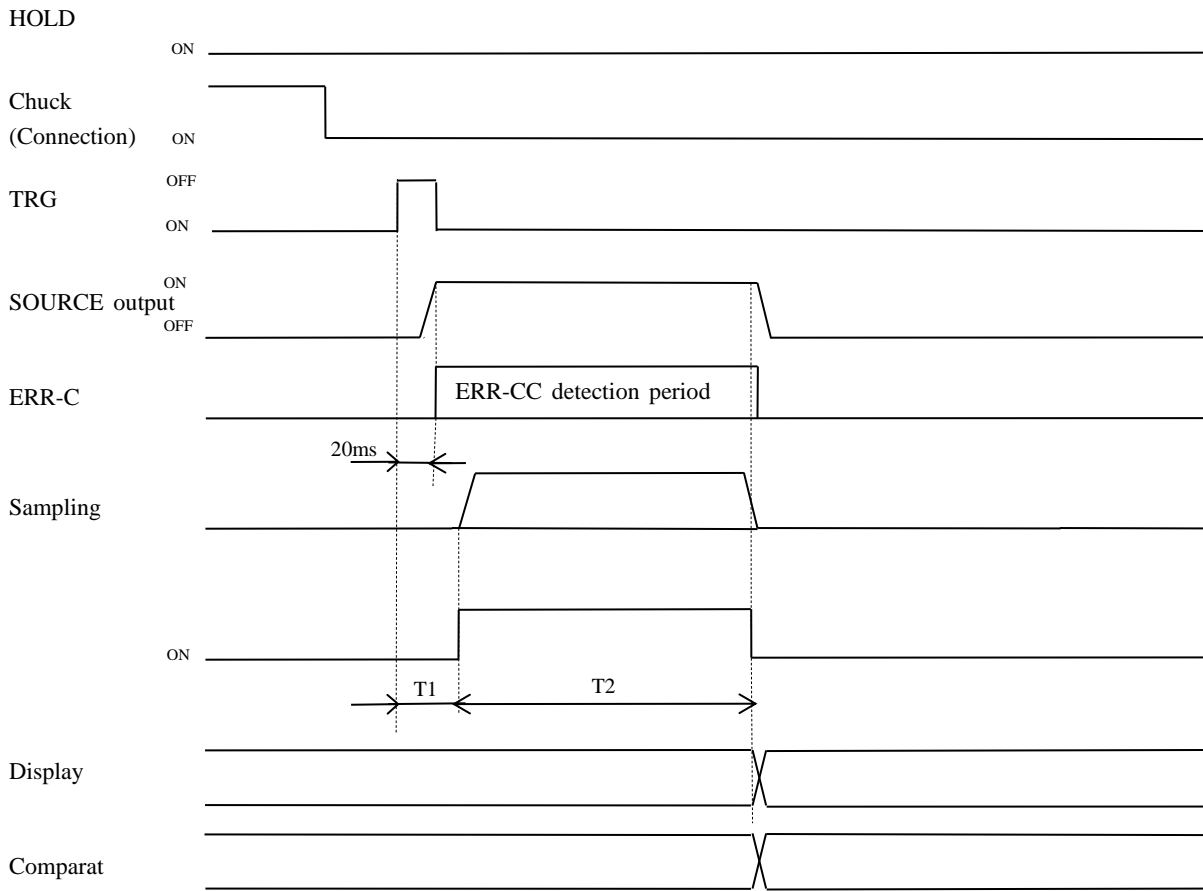 HOLD
ON
Chuck
(Connection) ON
OFF
TRG
ON
ON
SOURCE output
OFF
ERR-C
ERR-CC detection period
20ms
Sampling
ON
T1 T2
Display
Comparat